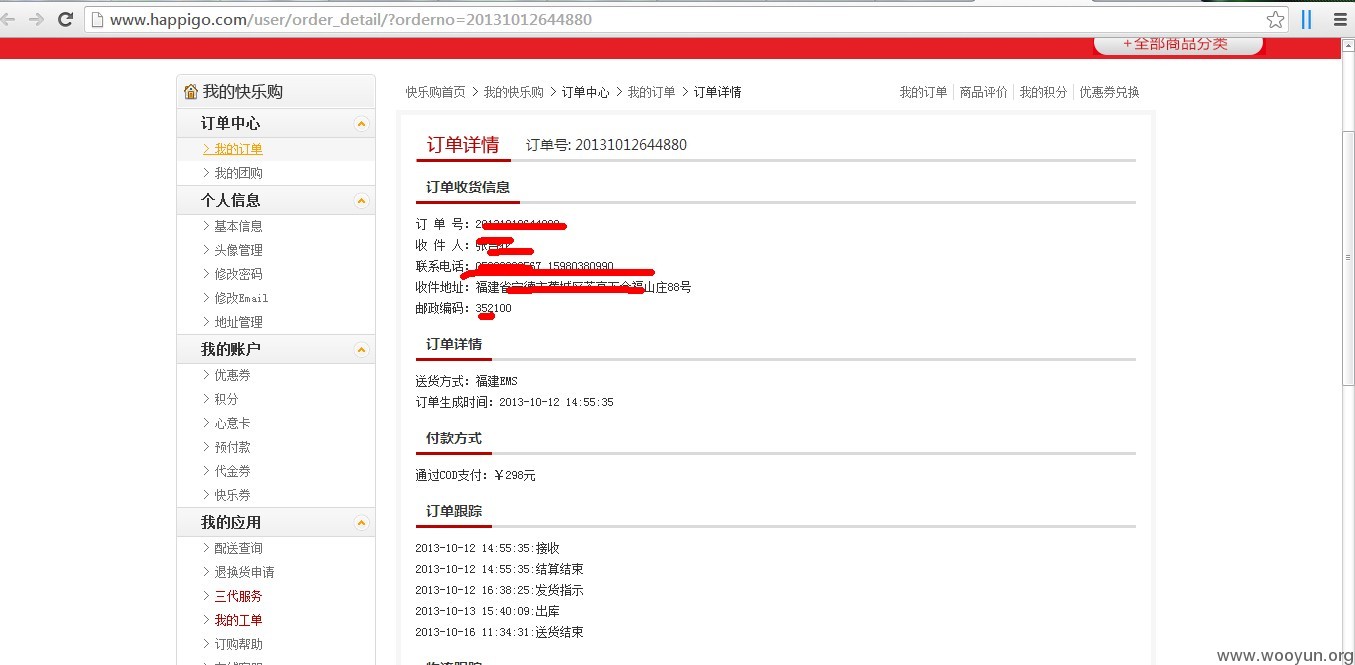 www.happigo.com/user/order_detail/?orderno=20131012644880
+全部商品分类
我的快乐购
订单中心
我的订单
我的团购
个人信息
基本信息
头像管理
修改密码
修改Email
地址管理
我的账户
优惠券
积分
心意卡
预付款
代金券
快乐券
我的应用
配送查询
退换货申请
三代服务
我的工单
订购帮助
快乐购首页 > 我的快乐购 > 订单中心 > 我的订单 > 订单详情
我的订单 | 商品评价 | 我的积分 | 优惠券兑换
订单详情 订单号: 20131012644880
订单收货信息
订 单 号:
收 件 人:
联系电话:
收件地址: 福建省 山庄88号
邮政编码: 352100
订单详情
送货方式: 福建EMS
订单生成时间: 2013-10-12 14:55:35
付款方式
通过COD支付: ￥298元
订单跟踪
2013-10-12 14:55:35:接收
2013-10-12 14:55:35:结算结束
2013-10-12 16:38:25:发货指示
2013-10-13 15:40:09:出库
2013-10-16 11:34:31:送货结束
www.wooyun.org